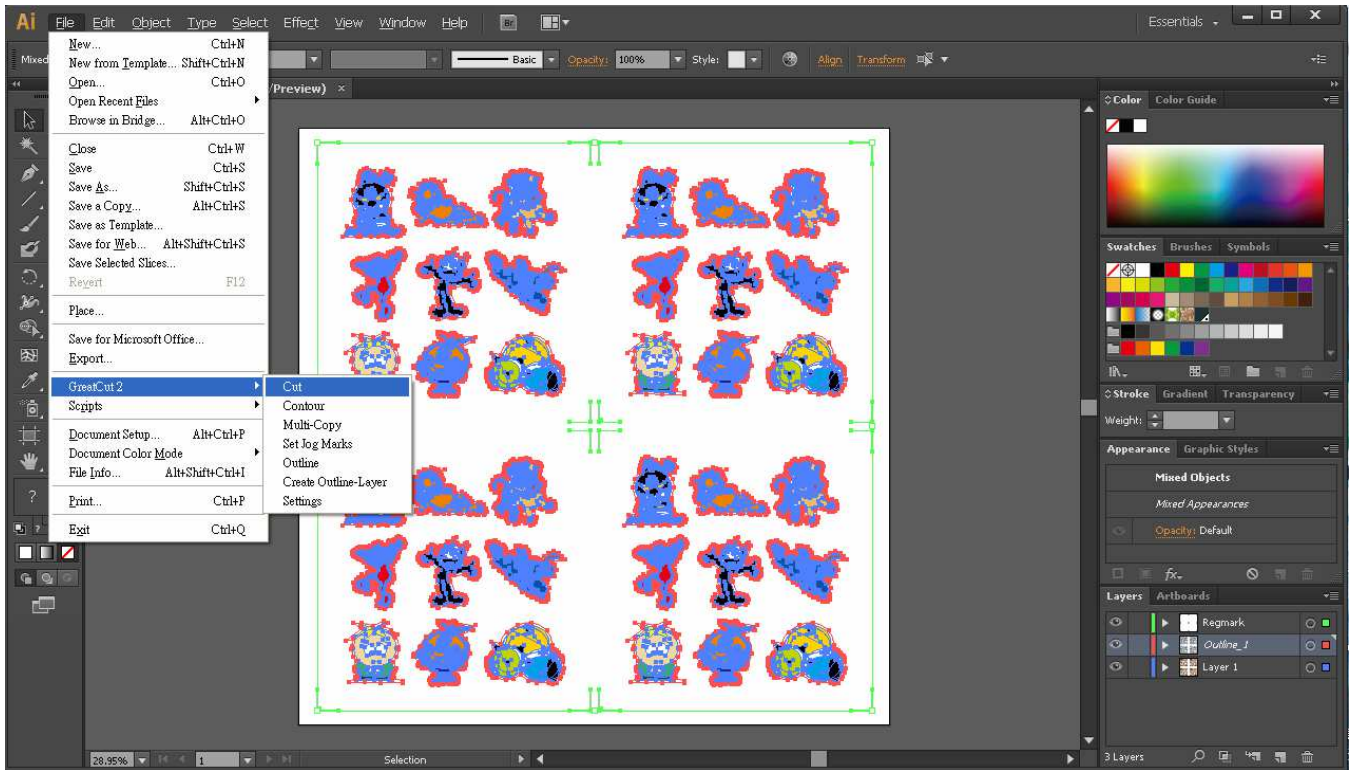 Ai File Edit Object Type Select Effect View Window Help Br Essentials
Mixed Basic Opacity: 100% Style: Align Transform
/Preview) ×
New... Ctrl+N
New from Template... Shift+Ctrl+N
Open... Ctrl+O
Open Recent Files
Browse in Bridge... Alt+Ctrl+O
Close Ctrl+W
Save Ctrl+S
Save As... Shift+Ctrl+S
Save a Copy... Alt+Ctrl+S
Save as Template...
Save for Web... Alt+Shift+Ctrl+S
Save Selected Slices...
Revert F12
Place...
Save for Microsoft Office...
Export...
GreatCut 2
Scripts
Document Setup... Alt+Ctrl+P
Document Color Mode
File Info... Alt+Shift+Ctrl+I
Print... Ctrl+P
Exit Ctrl+Q
Cut
Contour
Multi-Copy
Set Jog Marks
Outline
Create Outline-Layer
Settings
Color Color Guide
Swatches Brushes Symbols
Stroke Gradient Transparency
Weight:
Appearance Graphic Styles
Mixed Objects
Mixed Appearances
Opacity: Default
fx
Layers Artboards
Regmark
Outline_1
Layer 1
3 Layers
28.95% 1 Selection